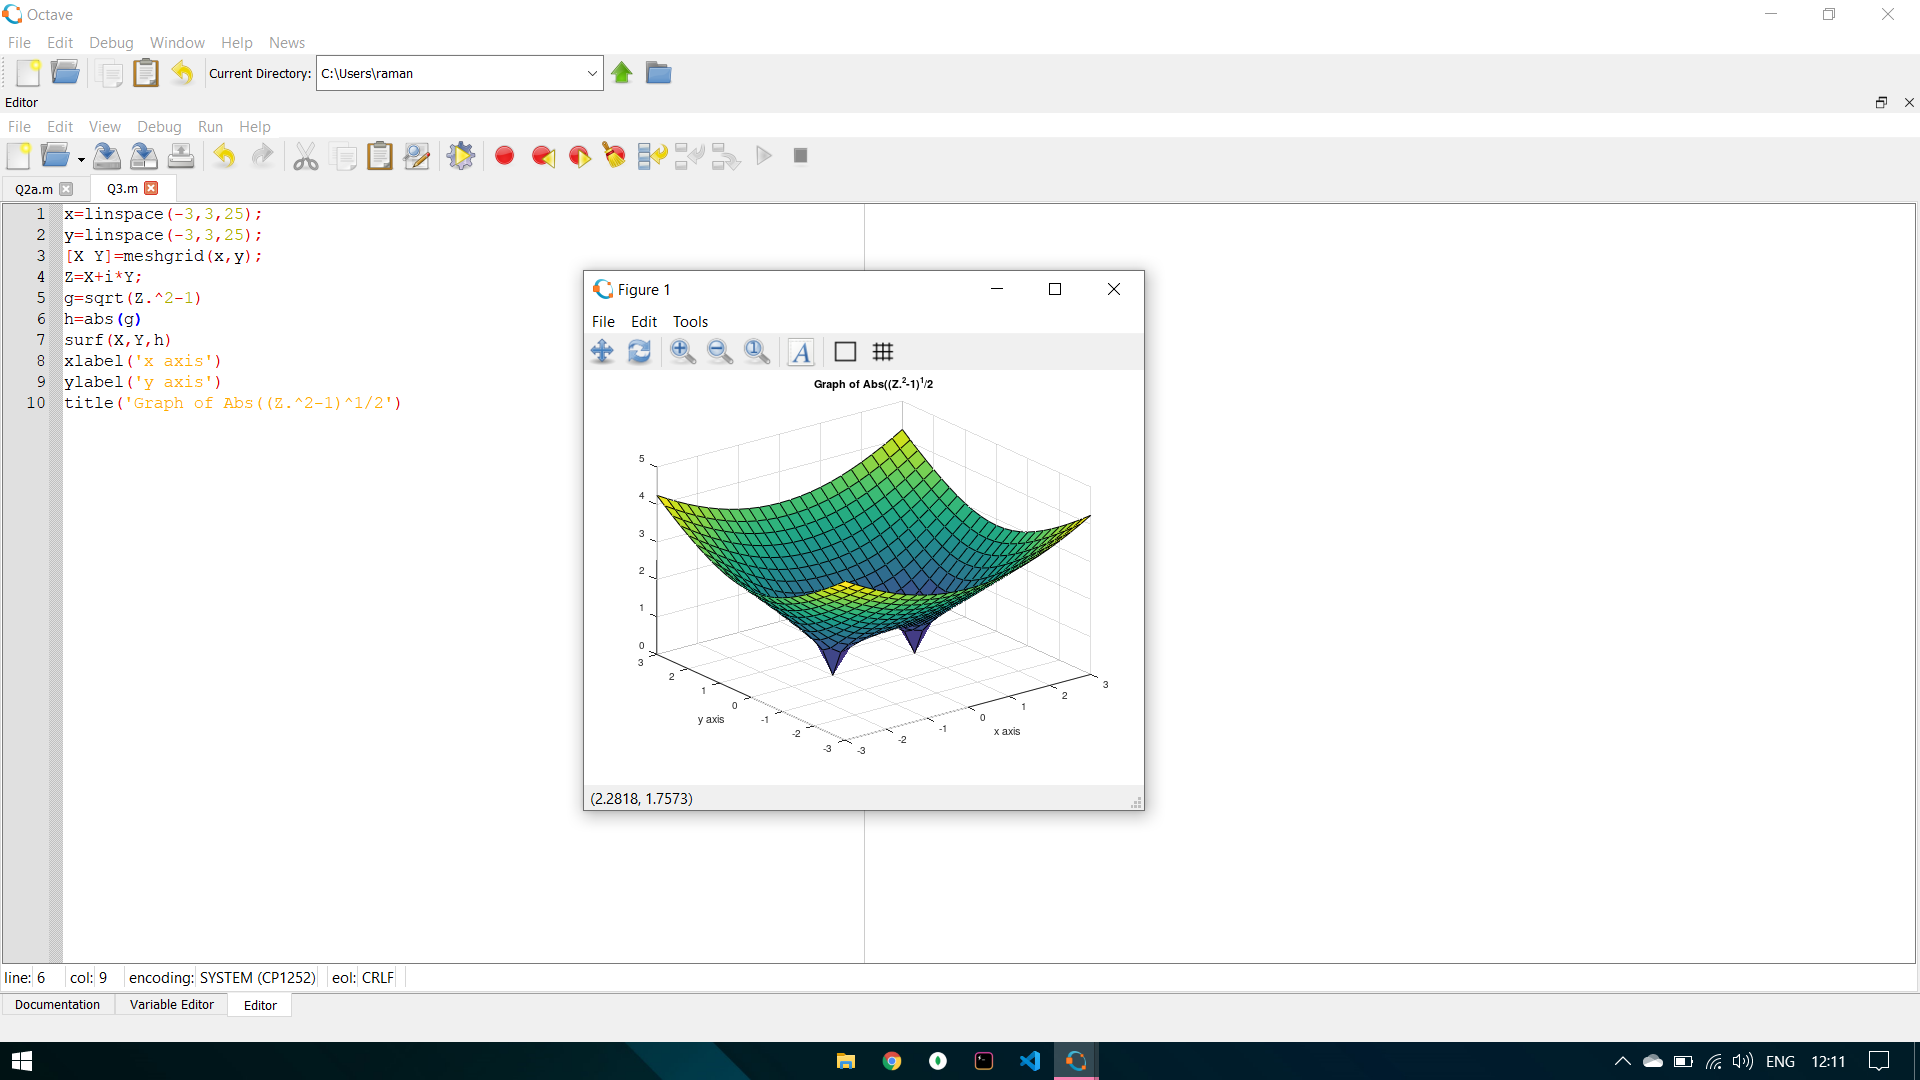 Octave
File Edit Debug Window Help News
Current Directory: C:\Users\raman
Editor
File Edit View Debug Run Help
Q2a.m Q3.m
1 x=linspace(-3,3,25);
2 y=linspace(-3,3,25);
3 [X Y]=meshgrid(x,y);
4 Z=X+i*Y;
5 g=sqrt(Z.^2-1)
6 h=abs(g)
7 surf(X,Y,h)
8 xlabel('x axis')
9 ylabel('y axis')
10 title('Graph of Abs((Z.^2-1)^1/2')
Figure 1
File Edit Tools
1 A
Graph of Abs((Z.²-1)¹/2
5
4
3
2
1
0
3
2
1
0
-1
-2
-3
y axis
-3
-2
-1
0
1
2
3
x axis
(2.2818, 1.7573)
line: 6 col: 9 encoding: SYSTEM (CP1252) eol: CRLF
Documentation Variable Editor Editor
ENG 12:11